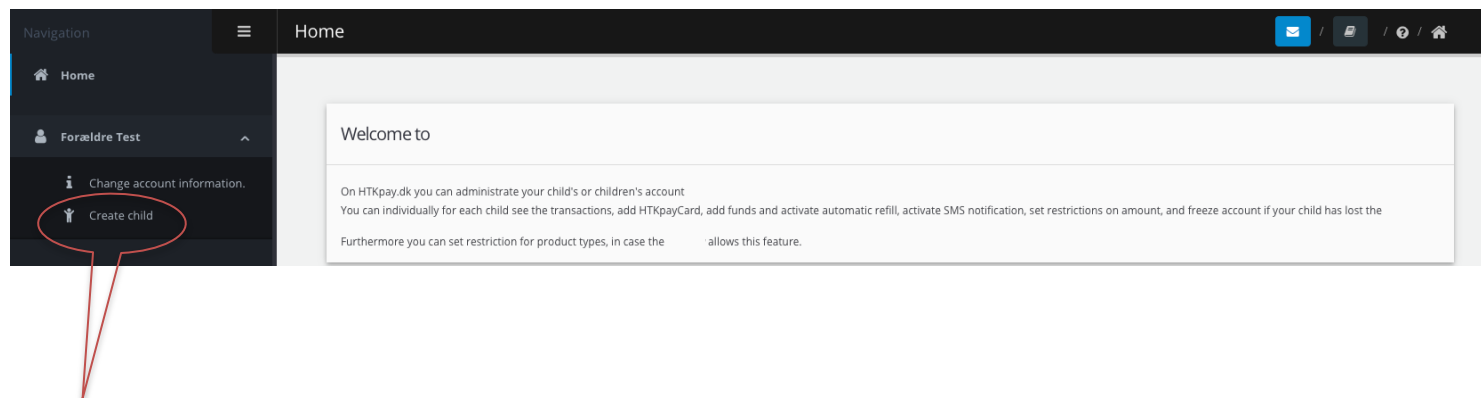 Navigation
Home
/ / /
Home
Forældre Test
Change account information.
Create child
Welcome to
On HTKpay.dk you can administrate your child's or children's account
You can individually for each child see the transactions, add HTKpayCard, add funds and activate automatic refill, activate SMS notification, set restrictions on amount, and freeze account if your child has lost the
Furthermore you can set restriction for product types, in case the allows this feature.